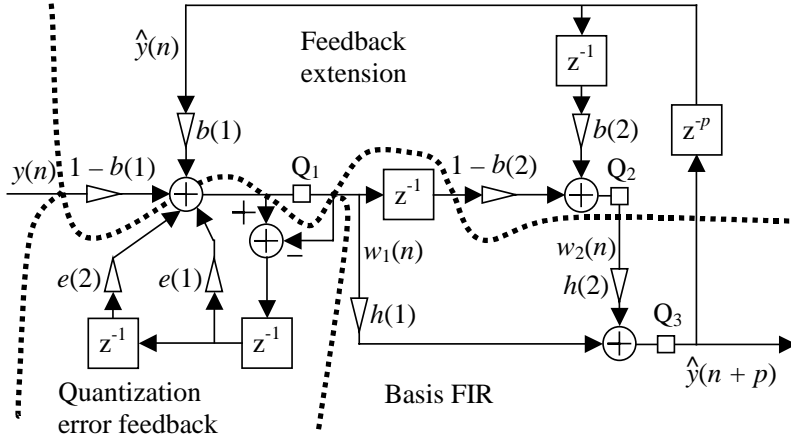 ŷ(n)
Feedback
extension
z⁻¹
z⁻ᵖ
b(1)
b(2)
y(n)
1 – b(1)
Q₁
1 – b(2)
Q₂
+
z⁻¹
+
+
+
–
w₁(n)
w₂(n)
e(2)
e(1)
h(2)
h(1)
Q₃
z⁻¹
z⁻¹
+
ŷ(n + p)
Quantization
error feedback
Basis FIR